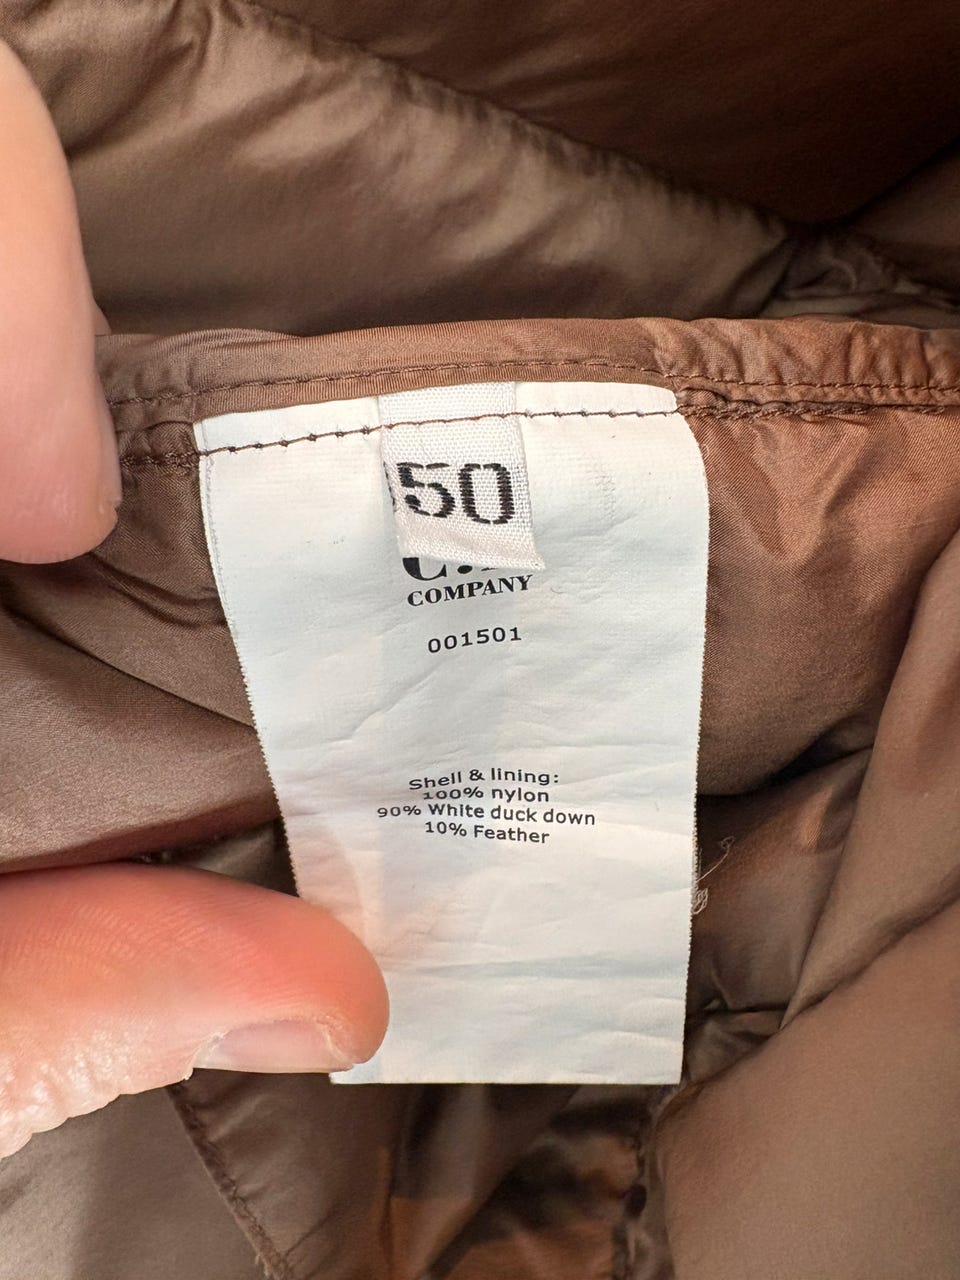 50
COMPANY
001501
Shell & lining:
100% nylon
90% White duck down
10% Feather